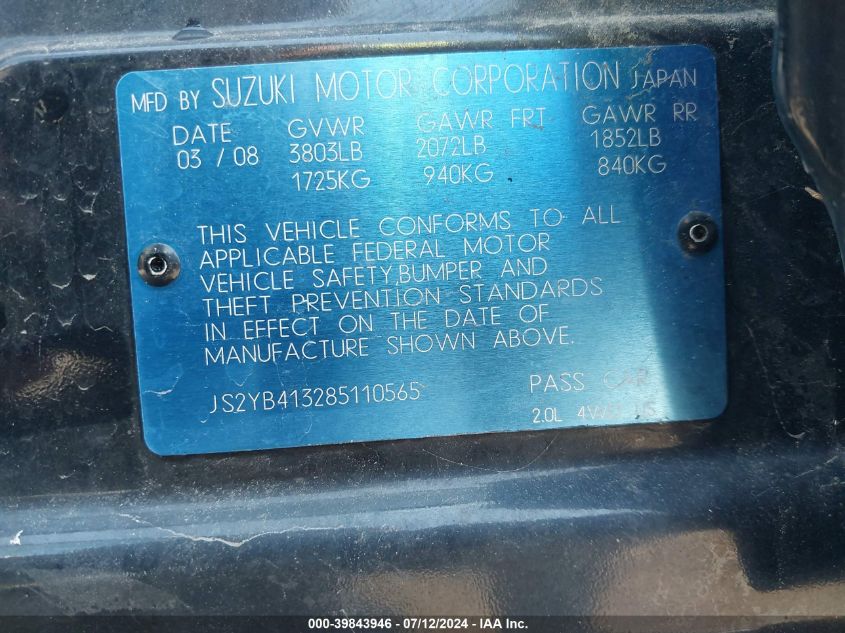 MFD BY SUZUKI MOTOR CORPORATION JAPAN
DATE GVWR GAWR FRT GAWR RR
03 / 08 3803LB 2072LB 1852LB
1725KG 940KG 840KG
THIS VEHICLE CONFORMS TO ALL
APPLICABLE FEDERAL MOTOR
VEHICLE SAFETY,BUMPER AND
THEFT PREVENTION STANDARDS
IN EFFECT ON THE DATE OF
MANUFACTURE SHOWN ABOVE.
JS2YB413285110565 PASS CAR
2.0L
000-39843946 - 07/12/2024 - IAA Inc.